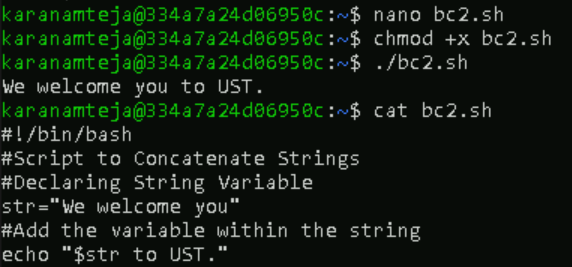 karanamteja@334a7a24d06950c:~$ nano bc2.sh
karanamteja@334a7a24d06950c:~$ chmod +x bc2.sh
karanamteja@334a7a24d06950c:~$ ./bc2.sh
We welcome you to UST.
karanamteja@334a7a24d06950c:~$ cat bc2.sh
#!/bin/bash
#Script to Concatenate Strings
#Declaring String Variable
str="We welcome you"
#Add the variable within the string
echo "$str to UST."